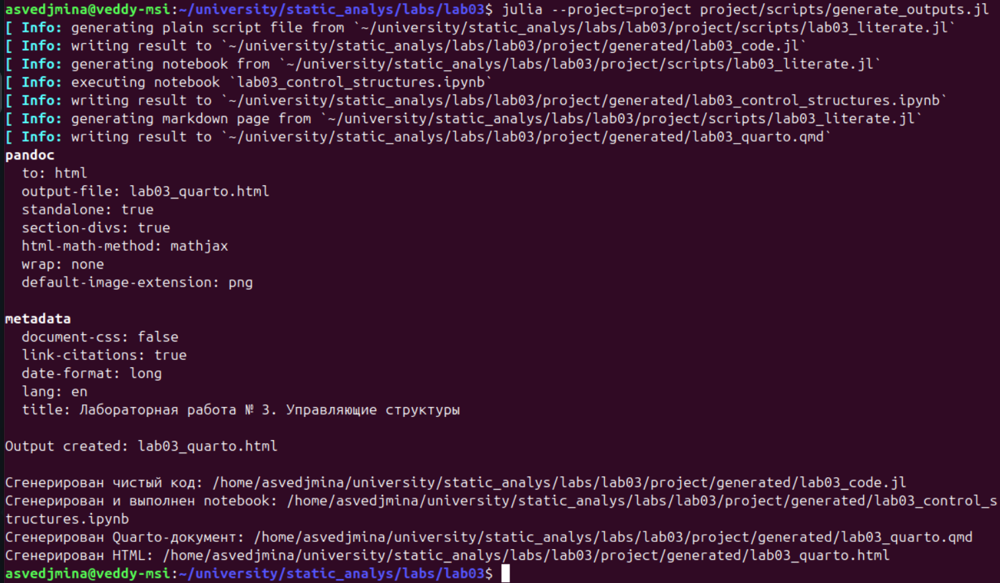 asvedjmina@veddy-msi:~/university/static_analys/labs/lab03$ julia --project=project project/scripts/generate_outputs.jl
[ Info: generating plain script file from `~/university/static_analys/labs/lab03/project/scripts/lab03_literate.jl`
[ Info: writing result to `~/university/static_analys/labs/lab03/project/generated/lab03_code.jl`
[ Info: generating notebook from `~/university/static_analys/labs/lab03/project/scripts/lab03_literate.jl`
[ Info: executing notebook `lab03_control_structures.ipynb`
[ Info: writing result to `~/university/static_analys/labs/lab03/project/generated/lab03_control_structures.ipynb`
[ Info: generating markdown page from `~/university/static_analys/labs/lab03/project/scripts/lab03_literate.jl`
[ Info: writing result to `~/university/static_analys/labs/lab03/project/generated/lab03_quarto.qmd`
pandoc
  to: html
  output-file: lab03_quarto.html
  standalone: true
  section-divs: true
  html-math-method: mathjax
  wrap: none
  default-image-extension: png

metadata
  document-css: false
  link-citations: true
  date-format: long
  lang: en
  title: Лабораторная работа № 3. Управляющие структуры

Output created: lab03_quarto.html

Сгенерирован чистый код: /home/asvedjmina/university/static_analys/labs/lab03/project/generated/lab03_code.jl
Сгенерирован и выполнен notebook: /home/asvedjmina/university/static_analys/labs/lab03/project/generated/lab03_control_s
tructures.ipynb
Сгенерирован Quarto-документ: /home/asvedjmina/university/static_analys/labs/lab03/project/generated/lab03_quarto.qmd
Сгенерирован HTML: /home/asvedjmina/university/static_analys/labs/lab03/project/generated/lab03_quarto.html
asvedjmina@veddy-msi:~/university/static_analys/labs/lab03$